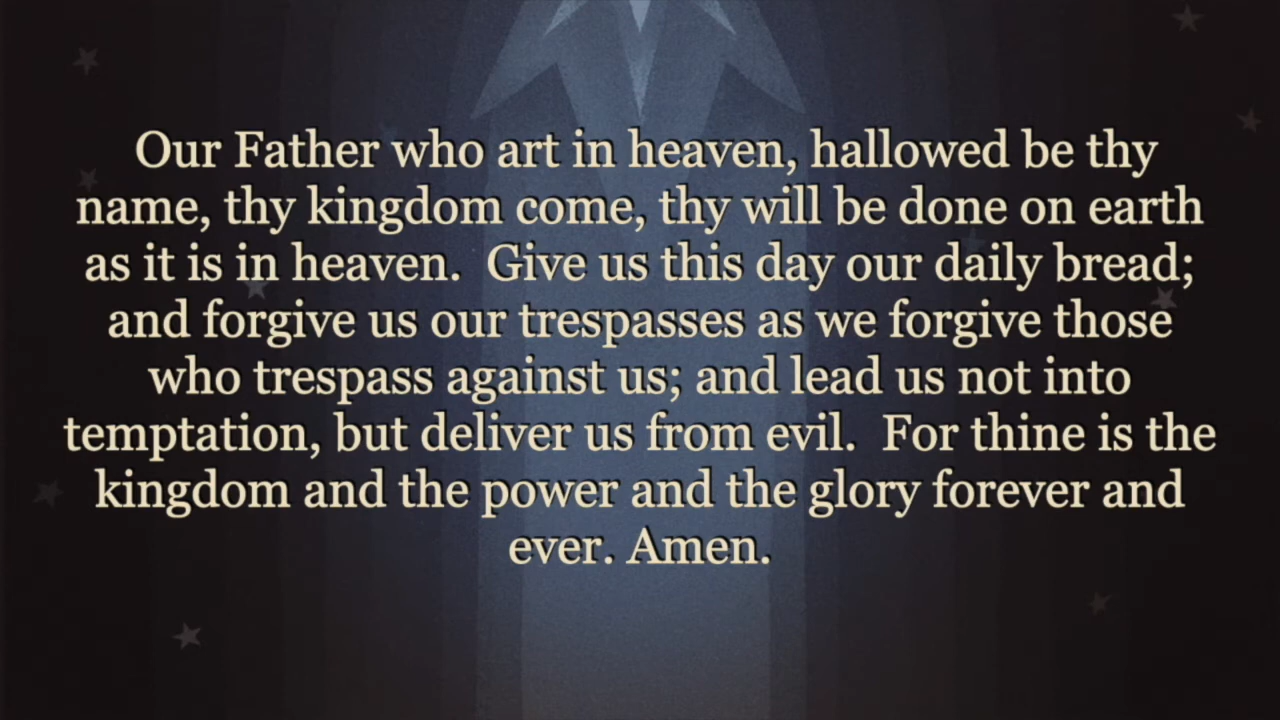 Our Father who art in heaven, hallowed be thy
name, thy kingdom come, thy will be done on earth
as it is in heaven.  Give us this day our daily bread;
and forgive us our trespasses as we forgive those
who trespass against us; and lead us not into
temptation, but deliver us from evil.  For thine is the
kingdom and the power and the glory forever and
ever. Amen.